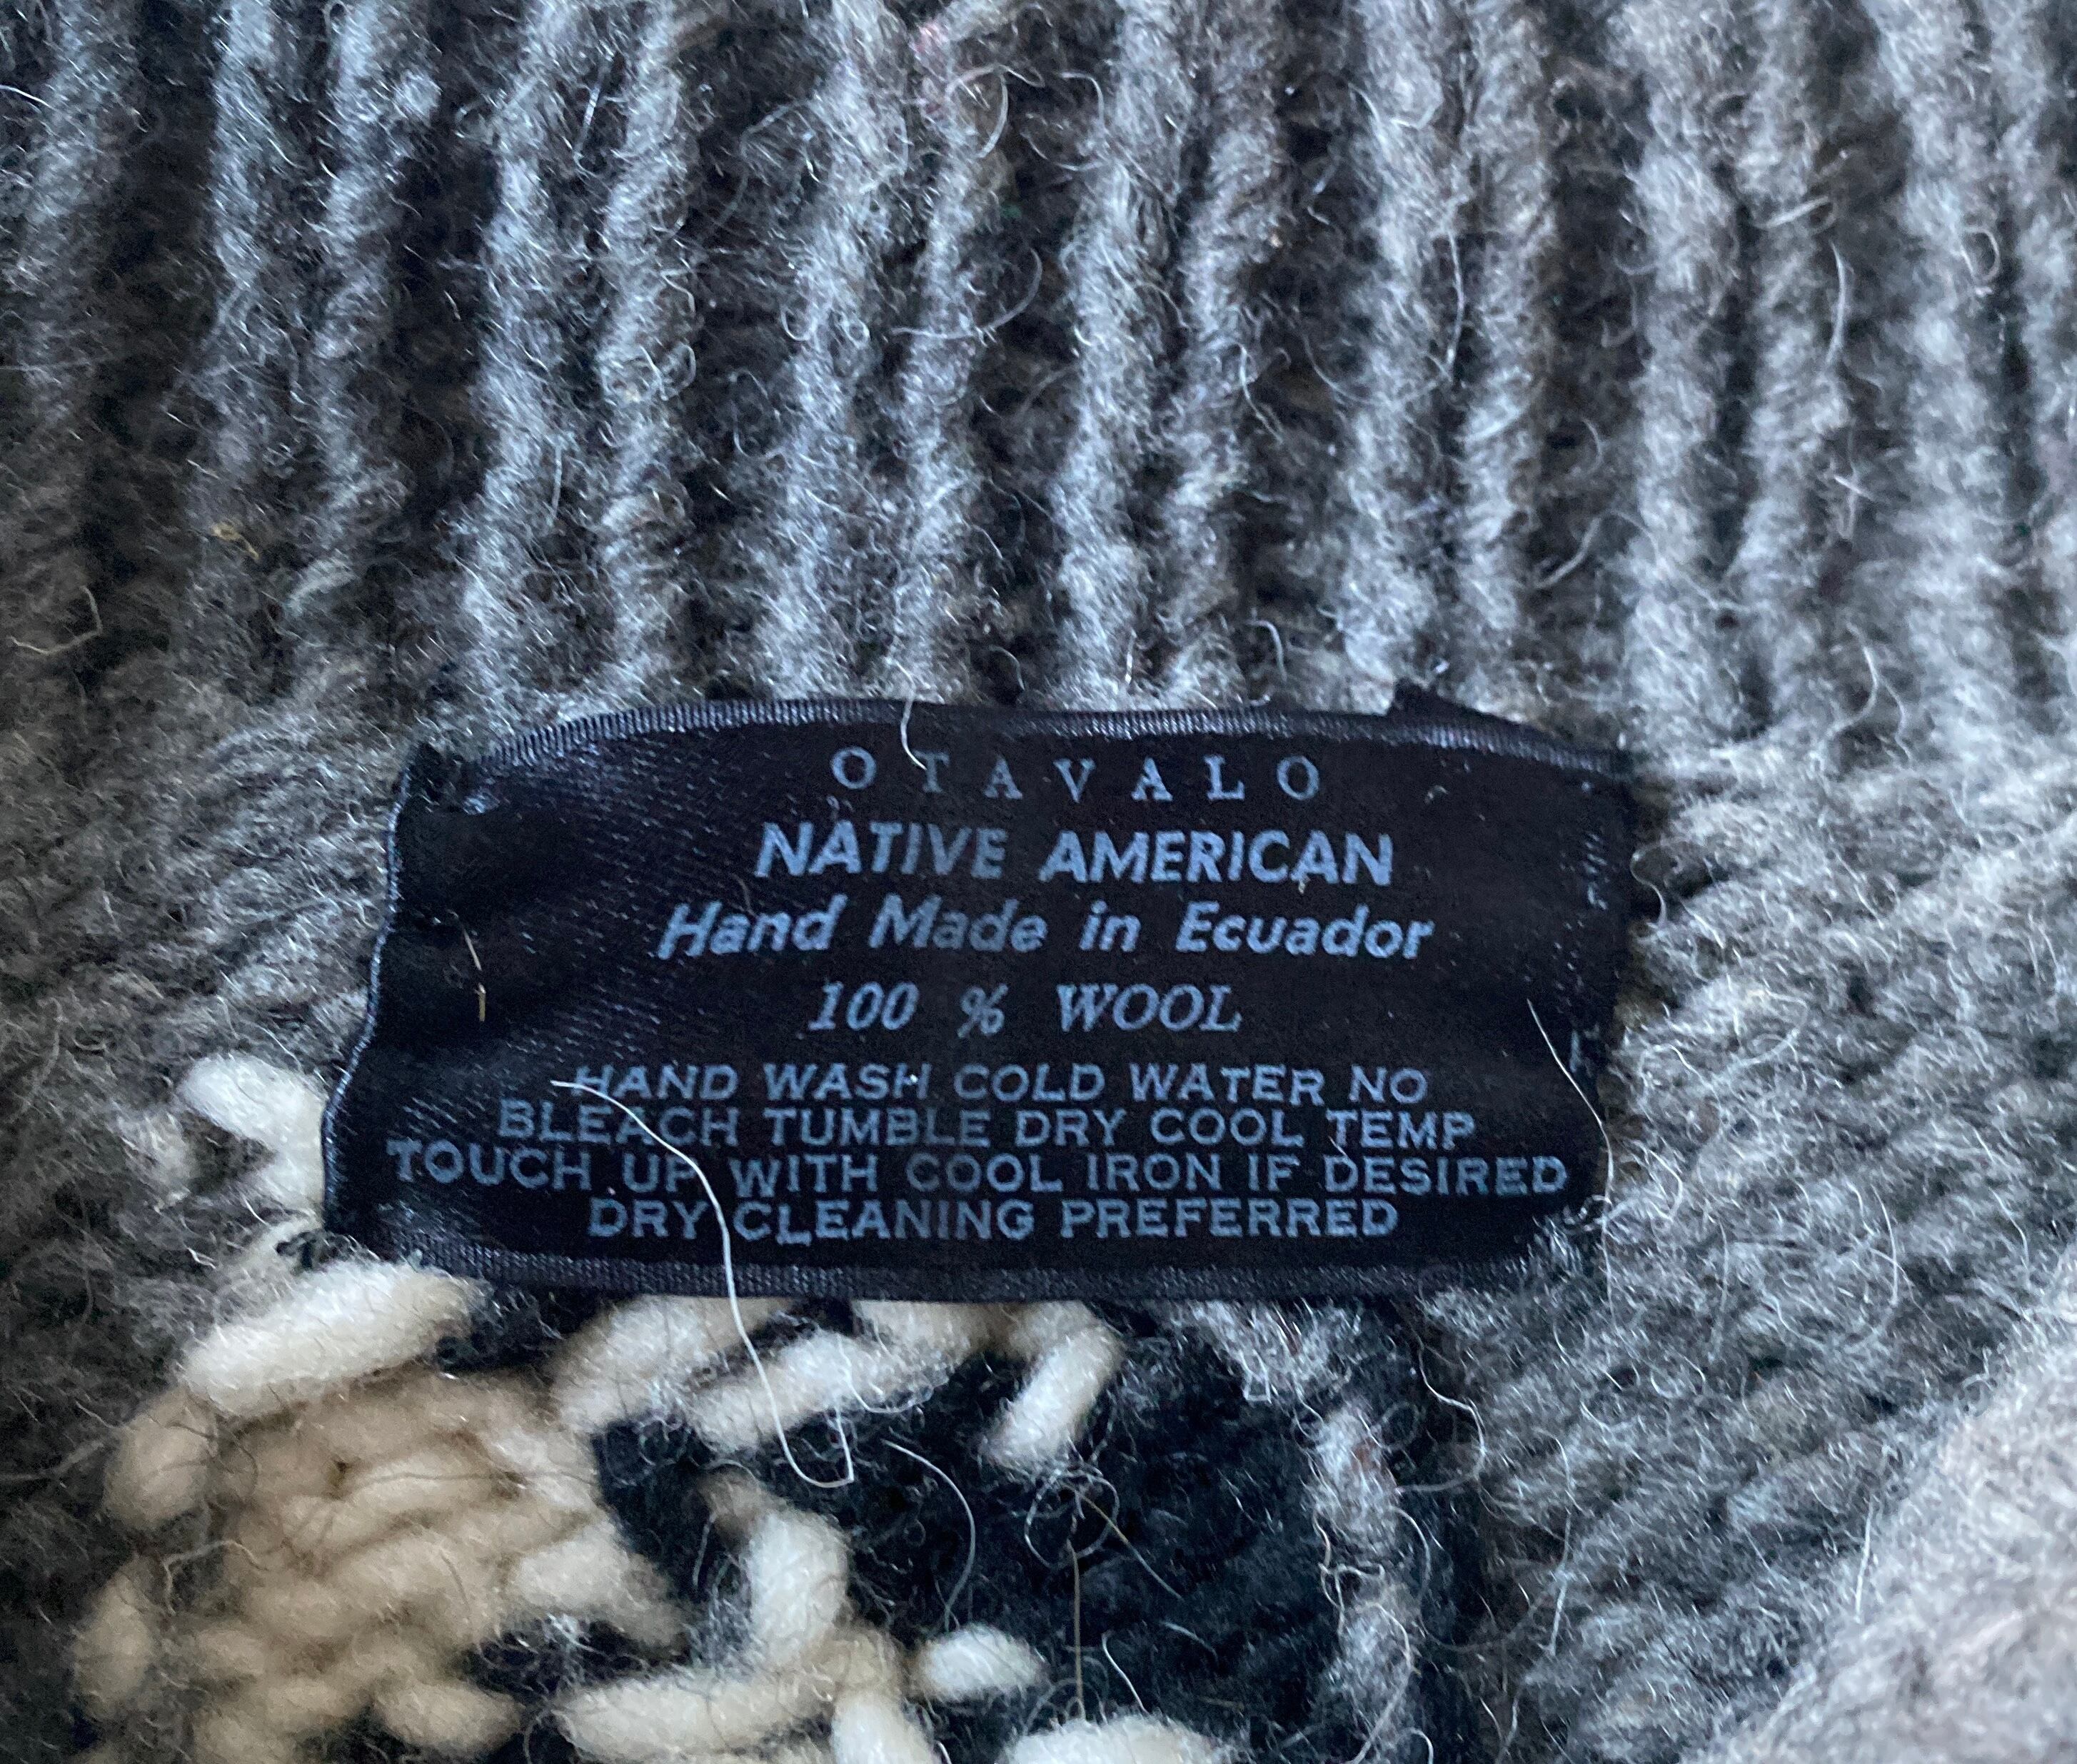 OTAVALO
NATIVE AMERICAN
Hand Made in Ecuador
100 % WOOL
HAND WASH COLD WATER NO
BLEACH TUMBLE DRY COOL TEMP
TOUCH UP WITH COOL IRON IF DESIRED
DRY CLEANING PREFERRED